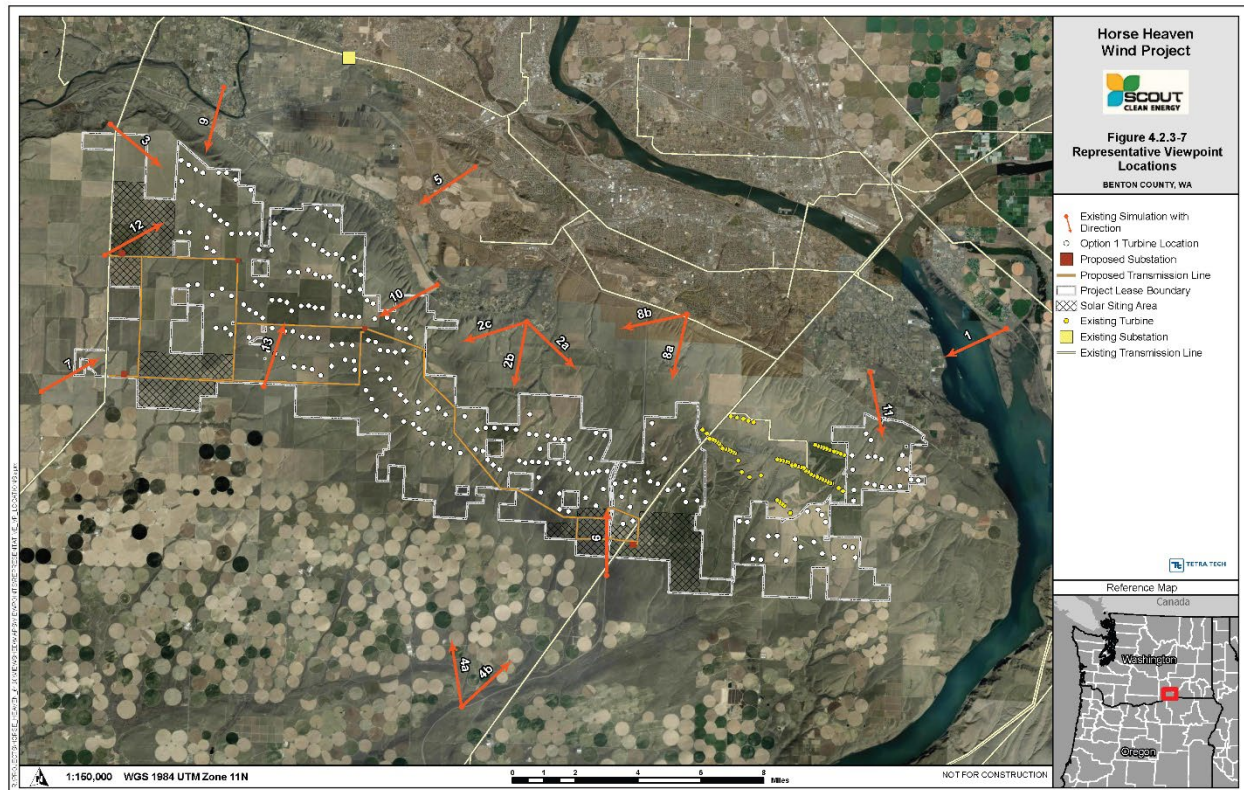 Horse Heaven
Wind Project
SCOUT
CLEAN ENERGY
Figure 4.2.3-7
Representative Viewpoint
Locations
BENTON COUNTY, WA
Existing Simulation with
Direction
Option 1 Turbine Location
Proposed Substation
Proposed Transmission Line
Project Lease Boundary
Solar Siting Area
Existing Turbine
Existing Substation
Existing Transmission Line
TETRA TECH
Reference Map
Canada
Washington
Oregon
9
3
5
12
10
8b
2c
2a
2b
8a
1
13
7
11
6
4a
4b
1:150,000 WGS 1984 UTM Zone 11N
0 1 2 4 6 8
Miles
NOT FOR CONSTRUCTION